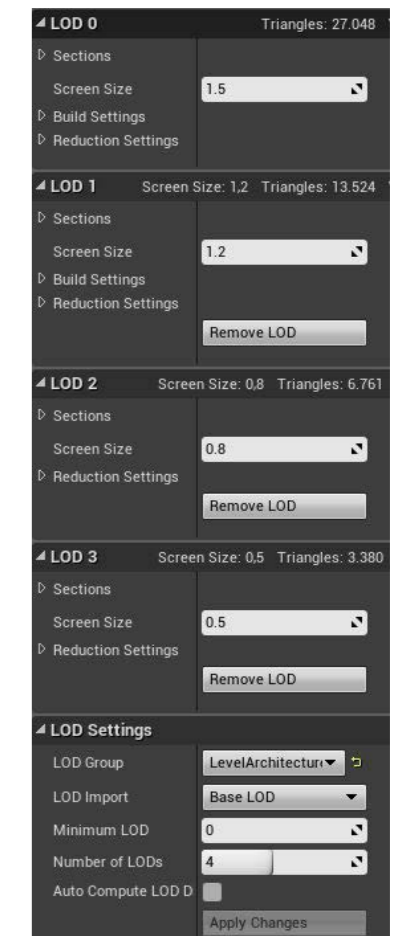 LOD 0 Triangles: 27.048
Sections
Screen Size 1.5
Build Settings
Reduction Settings
LOD 1 Screen Size: 1,2 Triangles: 13.524
Sections
Screen Size 1.2
Build Settings
Reduction Settings
Remove LOD
LOD 2 Screen Size: 0,8 Triangles: 6.761
Sections
Screen Size 0.8
Reduction Settings
Remove LOD
LOD 3 Screen Size: 0,5 Triangles: 3.380
Sections
Screen Size 0.5
Reduction Settings
Remove LOD
LOD Settings
LOD Group LevelArchitectur
LOD Import Base LOD
Minimum LOD 0
Number of LODs 4
Auto Compute LOD D
Apply Changes